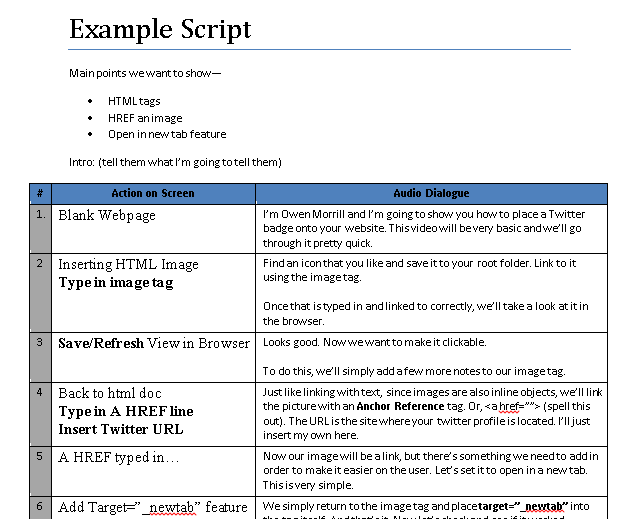 Example Script
Main points we want to show—
• HTML tags
• HREF an image
• Open in new tab feature
Intro: (tell them what I'm going to tell them)
# Action on Screen Audio Dialogue
1. Blank Webpage
I'm Owen Morrill and I'm going to show you how to place a Twitter
badge onto your website. This video will be very basic and we'll go
through it pretty quick.
2 Inserting HTML Image
Type in image tag
Find an icon that you like and save it to your root folder. Link to it
using the image tag.
Once that is typed in and linked to correctly, we'll take a look at it in
the browser.
3 Save/Refresh View in Browser
Looks good. Now we want to make it clickable.
To do this, we'll simply add a few more notes to our image tag.
4 Back to html doc
Type in A HREF line
Insert Twitter URL
Just like linking with text, since images are also inline objects, we'll link
the picture with an Anchor Reference tag. Or, <a href=""> (spell this
out). The URL is the site where your twitter profile is located. I'll just
insert my own here.
5 A HREF typed in…
Now our image will be a link, but there's something we need to add in
order to make it easier on the user. Let's set it to open in a new tab.
This is very simple.
6 Add Target="_newtab" feature
We simply return to the image tag and place target="_newtab" into